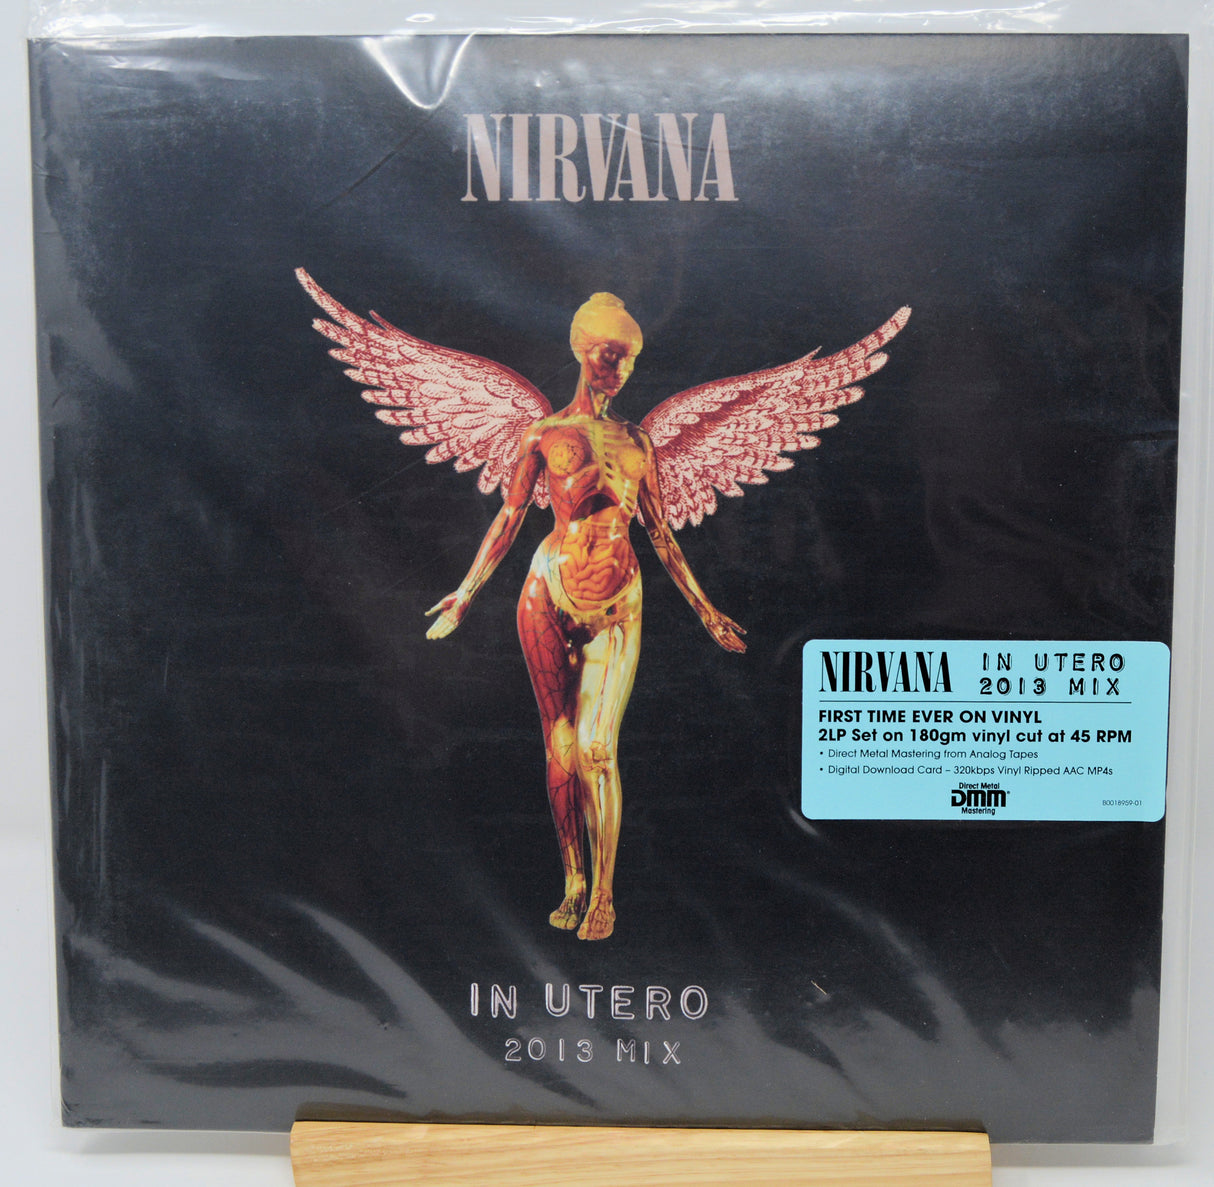 NIRVANA
IN UTERO
2013 MIX
NIRVANA IN UTERO
2013 MIX
FIRST TIME EVER ON VINYL
2LP Set on 180gm vinyl cut at 45 RPM
• Direct Metal Mastering from Analog Tapes
• Digital Download Card – 320kbps Vinyl Ripped AAC MP4s
Direct Metal
DMM®
Mastering
B0018959-01